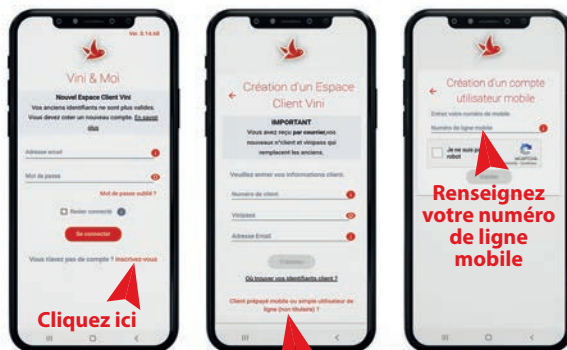 Ver. 8.14.68
Vini & Moi
Nouvel Espace Client Vini
Vos anciens identifiants ne sont plus valides.
Vous devez créer un nouveau compte. En savoir
plus
Adresse email
Mot de passe
Mot de passe oublié ?
Rester connecté
Se connecter
Vous n'avez pas de compte ? Inscrivez-vous
Cliquez ici
Création d'un Espace
Client Vini
IMPORTANT
Vous avez reçu par courrier, vos
nouveaux n°client et vinipass qui
remplacent les anciens.
Veuillez entrer vos informations client.
Numéro de client
Vinipass
Adresse Email
Où trouver vos identifiants client ?
Client prépayé mobile ou simple utilisateur de
ligne (non titulaire) ?
Création d'un compte
utilisateur mobile
Entrez votre numéro de mobile
Numéro de ligne mobile
Je ne suis pas
robot
reCAPTCHA
Renseignez
votre numéro
de ligne
mobile